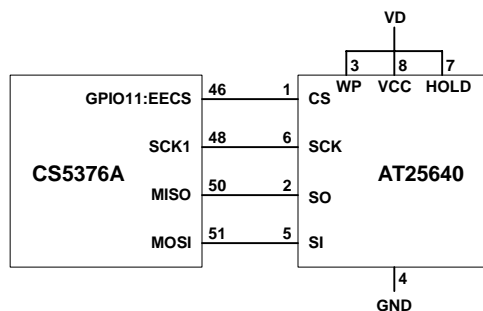 VD
3 8 7
WP VCC HOLD
GPIO11:EECS 46 1 CS
SCK1 48 6 SCK
CS5376A AT25640
MISO 50 2 SO
MOSI 51 5 SI
4
GND